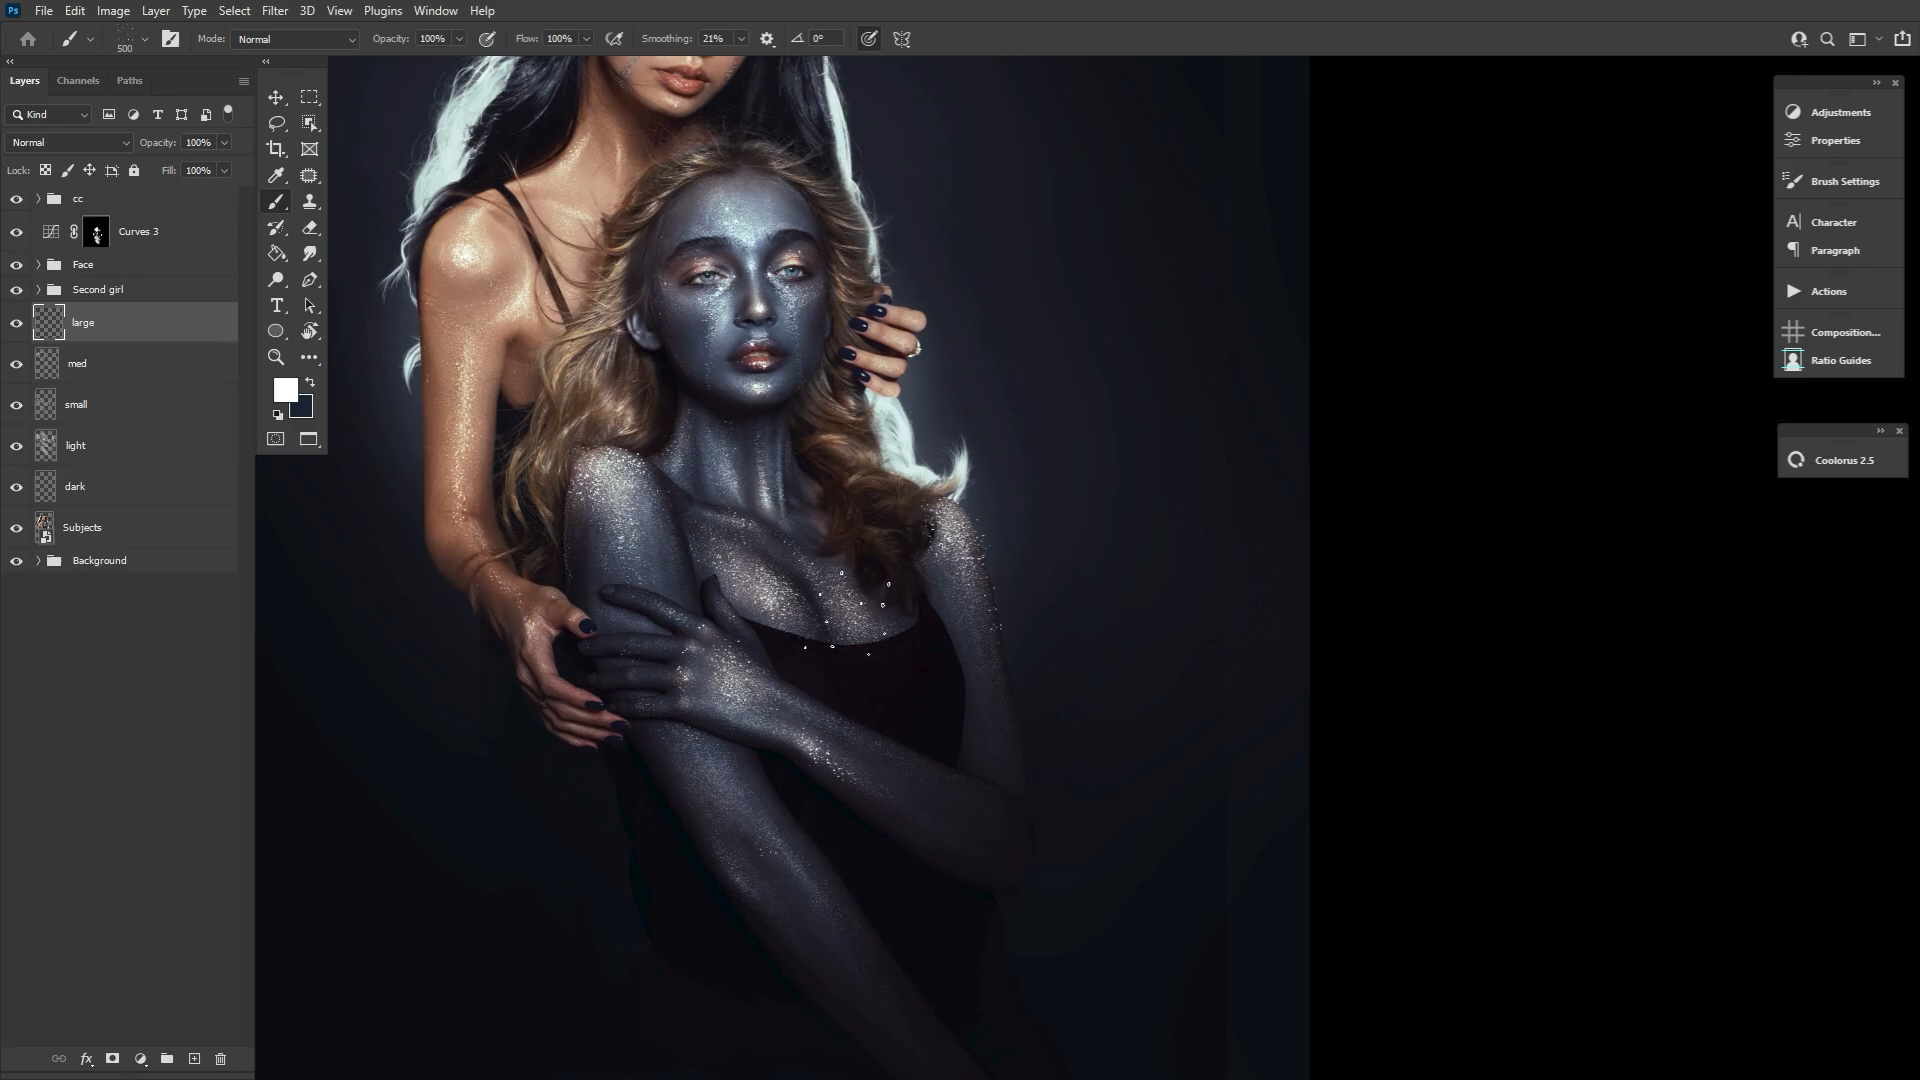 Ps File Edit Image Layer Type Select Filter 3D View Plugins Window Help
500 Mode: Normal Opacity: 100% Flow: 100% Smoothing: 21% 0°
Layers Channels Paths
Kind
Normal Opacity: 100%
Lock: Fill: 100%
cc
Curves 3
Face
Second girl
large
med
small
light
dark
Subjects
Background
fx
Adjustments
Properties
Brush Settings
Character
Paragraph
Actions
Composition...
Ratio Guides
Coolorus 2.5